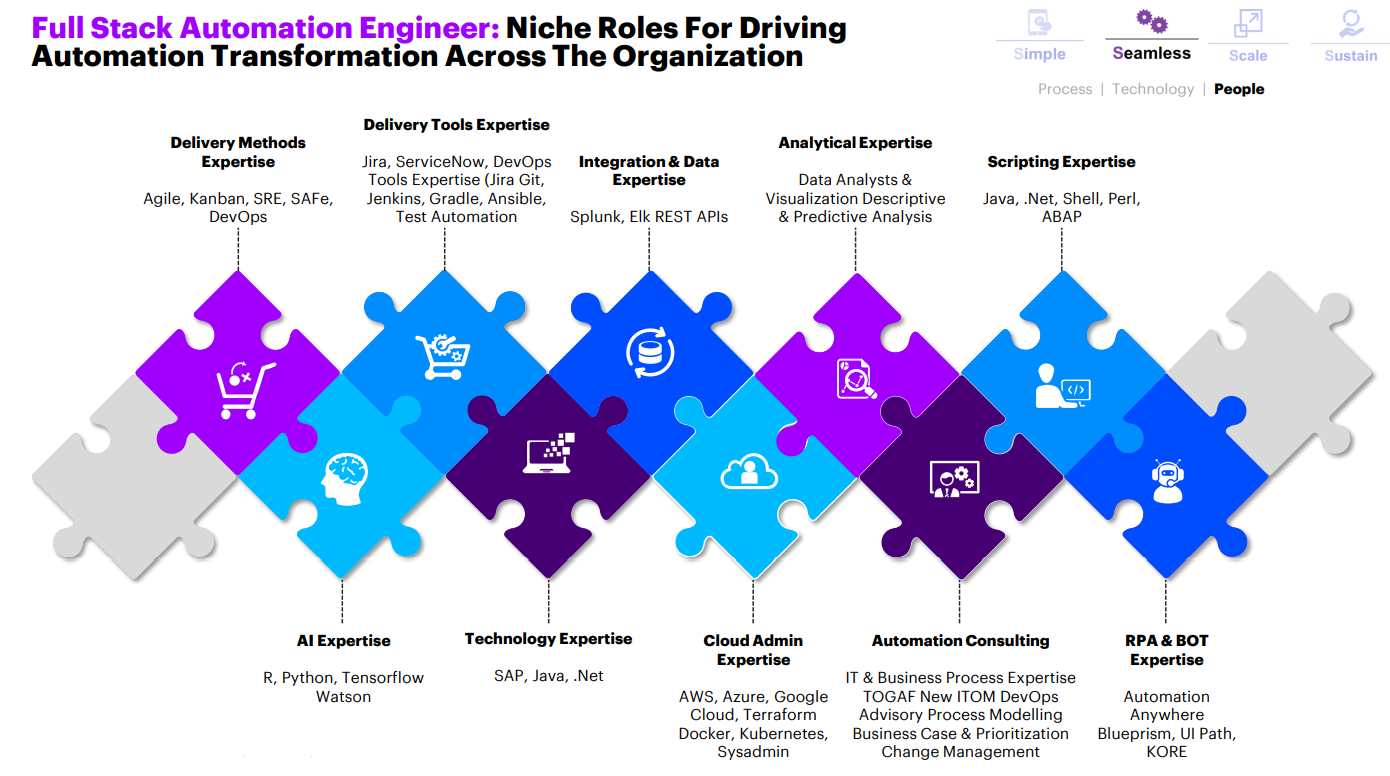 Full Stack Automation Engineer: Niche Roles For Driving
Automation Transformation Across The Organization
Simple
Seamless
Scale
Sustain
Process | Technology | People
Delivery Methods
Expertise
Agile, Kanban, SRE, SAFe,
DevOps
Delivery Tools Expertise
Jira, ServiceNow, DevOps
Tools Expertise (Jira Git,
Jenkins, Gradle, Ansible,
Test Automation
Integration & Data
Expertise
Splunk, Elk REST APIs
Analytical Expertise
Data Analysts &
Visualization Descriptive
& Predictive Analysis
Scripting Expertise
Java, .Net, Shell, Perl,
ABAP
AI Expertise
R, Python, Tensorflow
Watson
Technology Expertise
SAP, Java, .Net
Cloud Admin
Expertise
AWS, Azure, Google
Cloud, Terraform
Docker, Kubernetes,
Sysadmin
Automation Consulting
IT & Business Process Expertise
TOGAF New ITOM DevOps
Advisory Process Modelling
Business Case & Prioritization
Change Management
RPA & BOT
Expertise
Automation
Anywhere
Blueprism, UI Path,
KORE